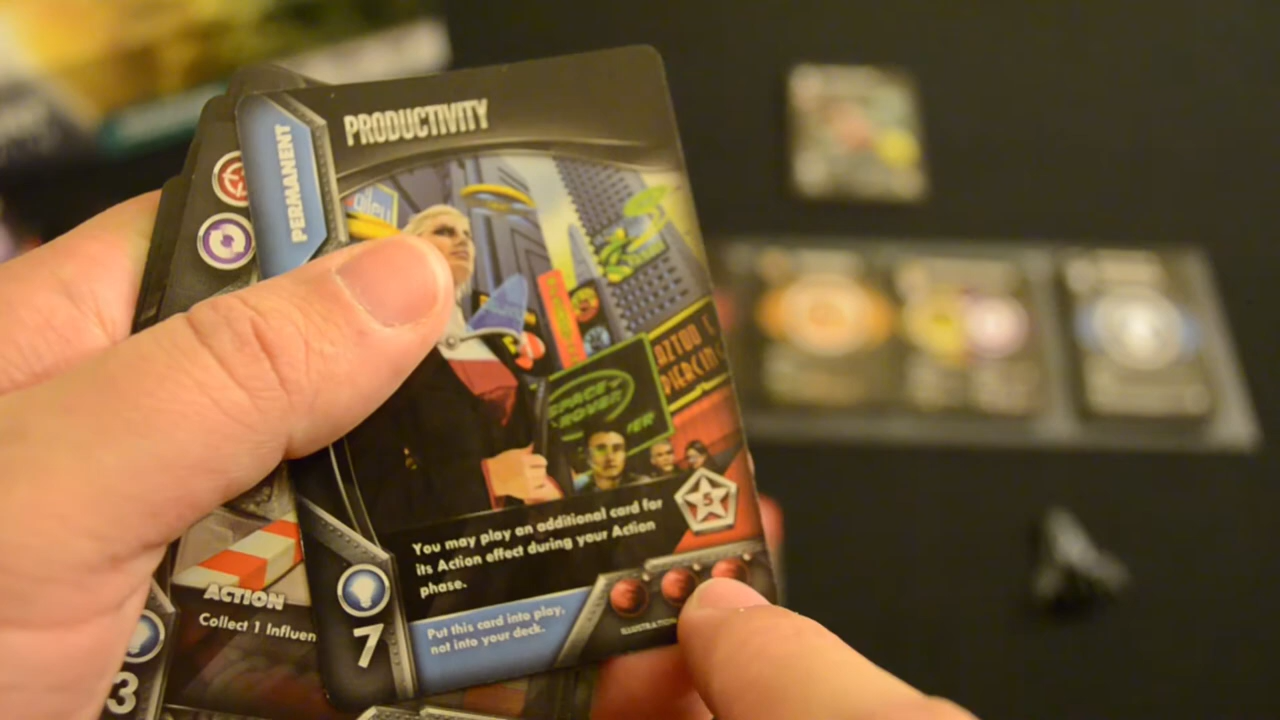 PRODUCTIVITY
PERMANENT
SPACE
ROVER
PIERCING
5
You may play an additional card for
its Action effect during your Action
phase.
Put this card into play,
not into your deck.
7
ACTION
Collect 1 Influen
3